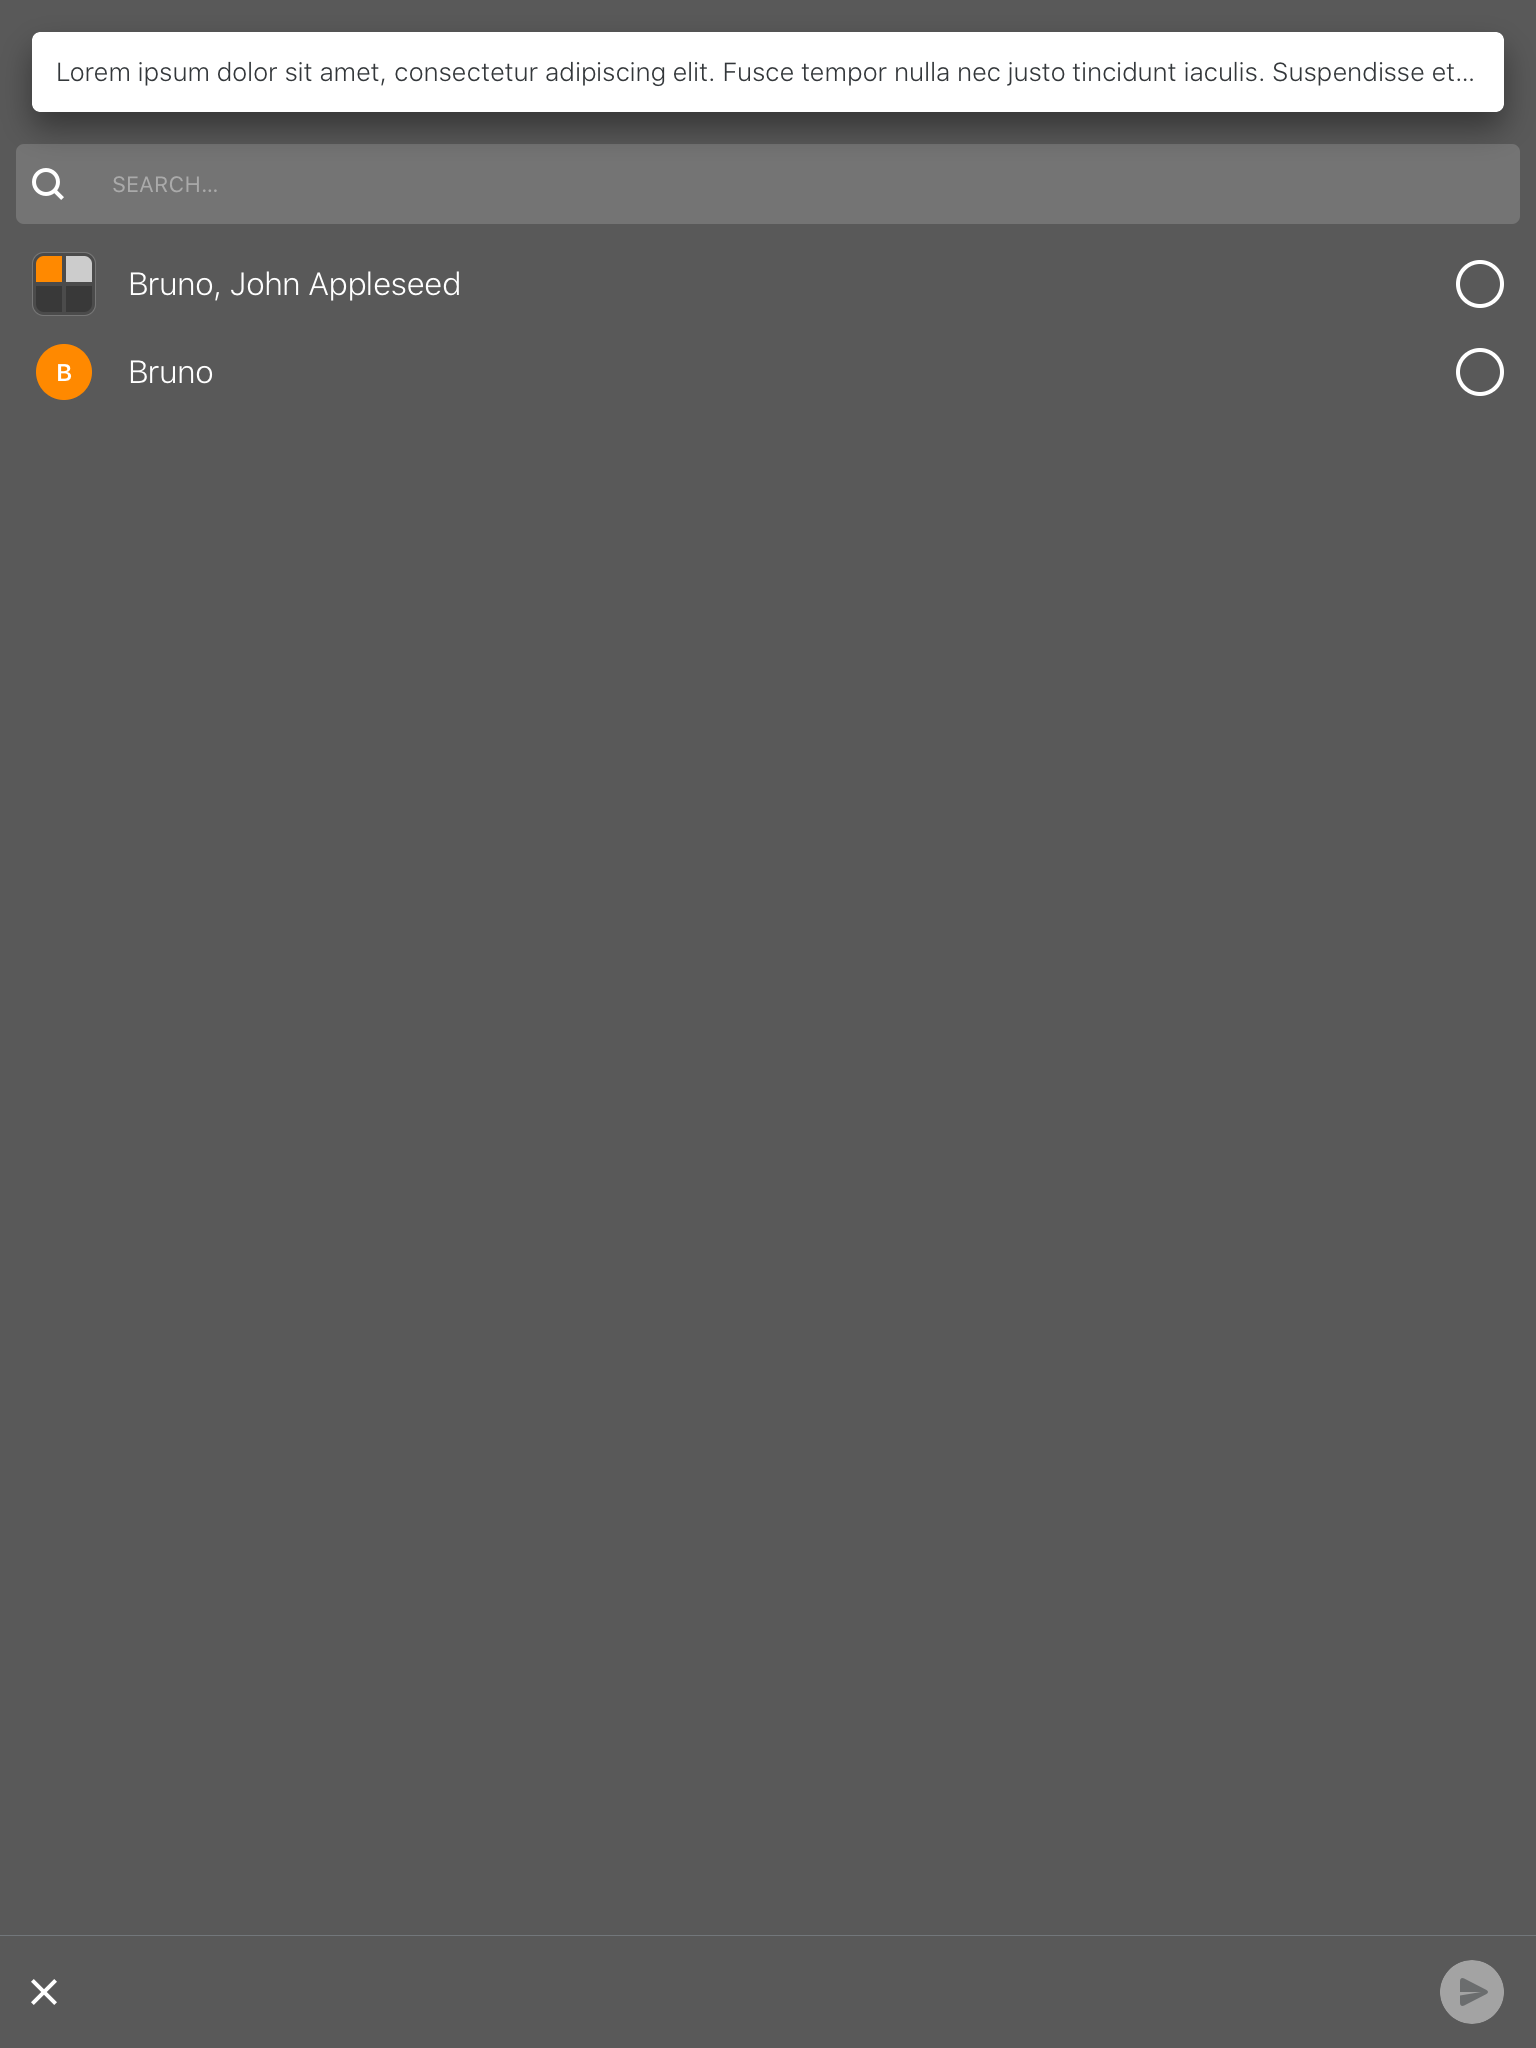 Lorem ipsum dolor sit amet, consectetur adipiscing elit. Fusce tempor nulla nec justo tincidunt iaculis. Suspendisse et...
SEARCH...
Bruno, John Appleseed
B Bruno